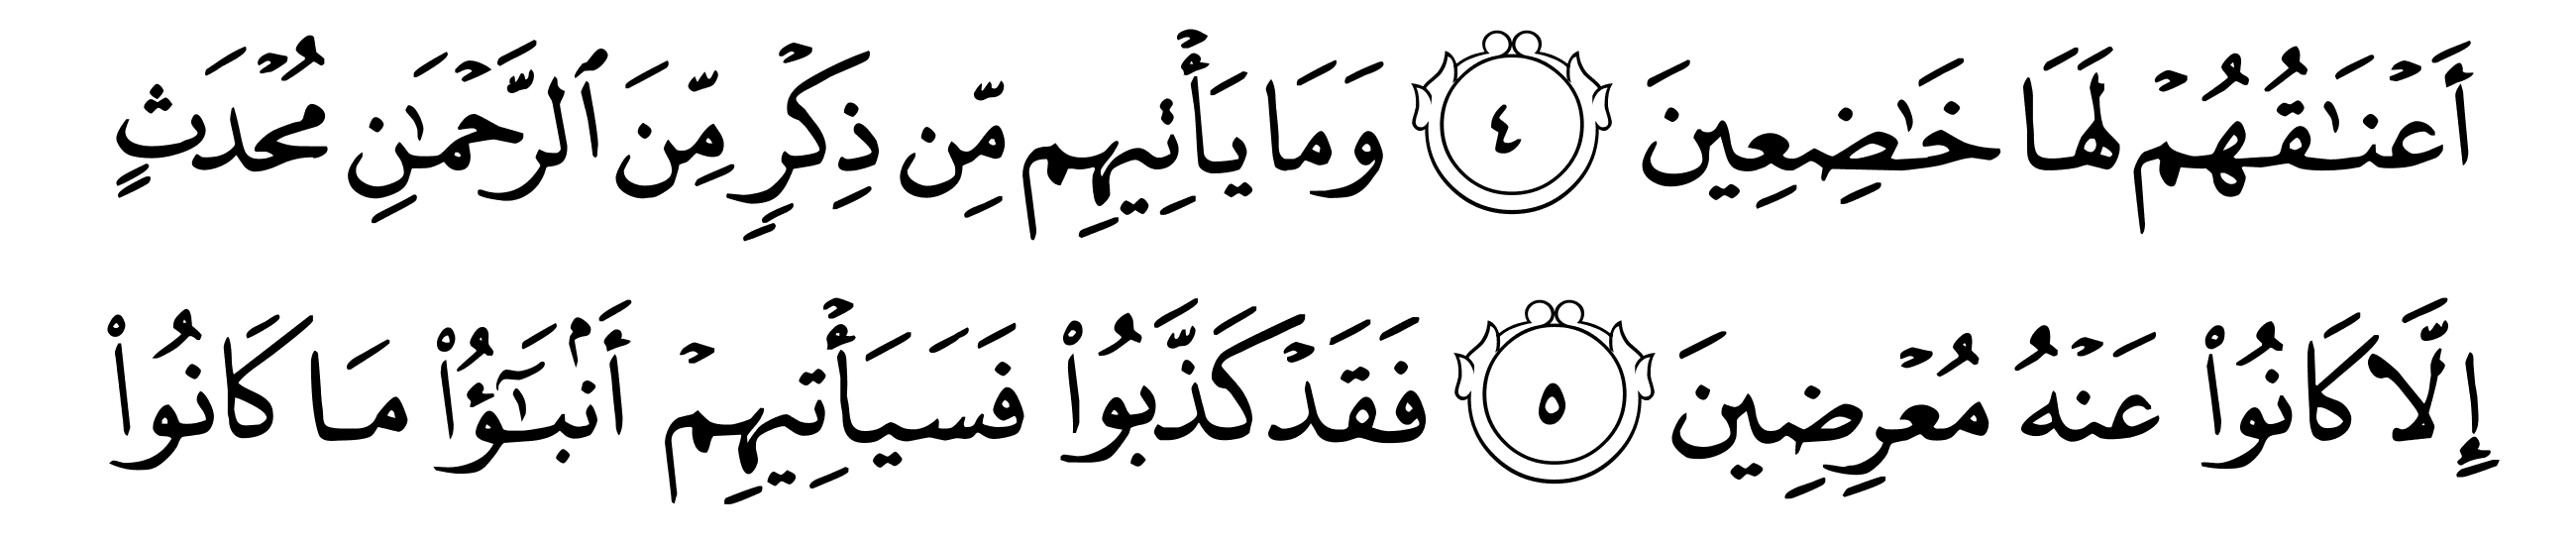 أَعْنَـٰقُهُمْ لَهَا خَـٰضِعِينَ ٤ وَمَا يَأْتِيهِم مِّن ذِكْرٍ مِّنَ ٱلرَّحْمَـٰنِ مُحْدَثٍ
إِلَّا كَانُوا۟ عَنْهُ مُعْرِضِينَ ٥ فَقَدْ كَذَّبُوا۟ فَسَيَأْتِيهِمْ أَنۢبَـٰٓؤُا۟ مَا كَانُوا۟